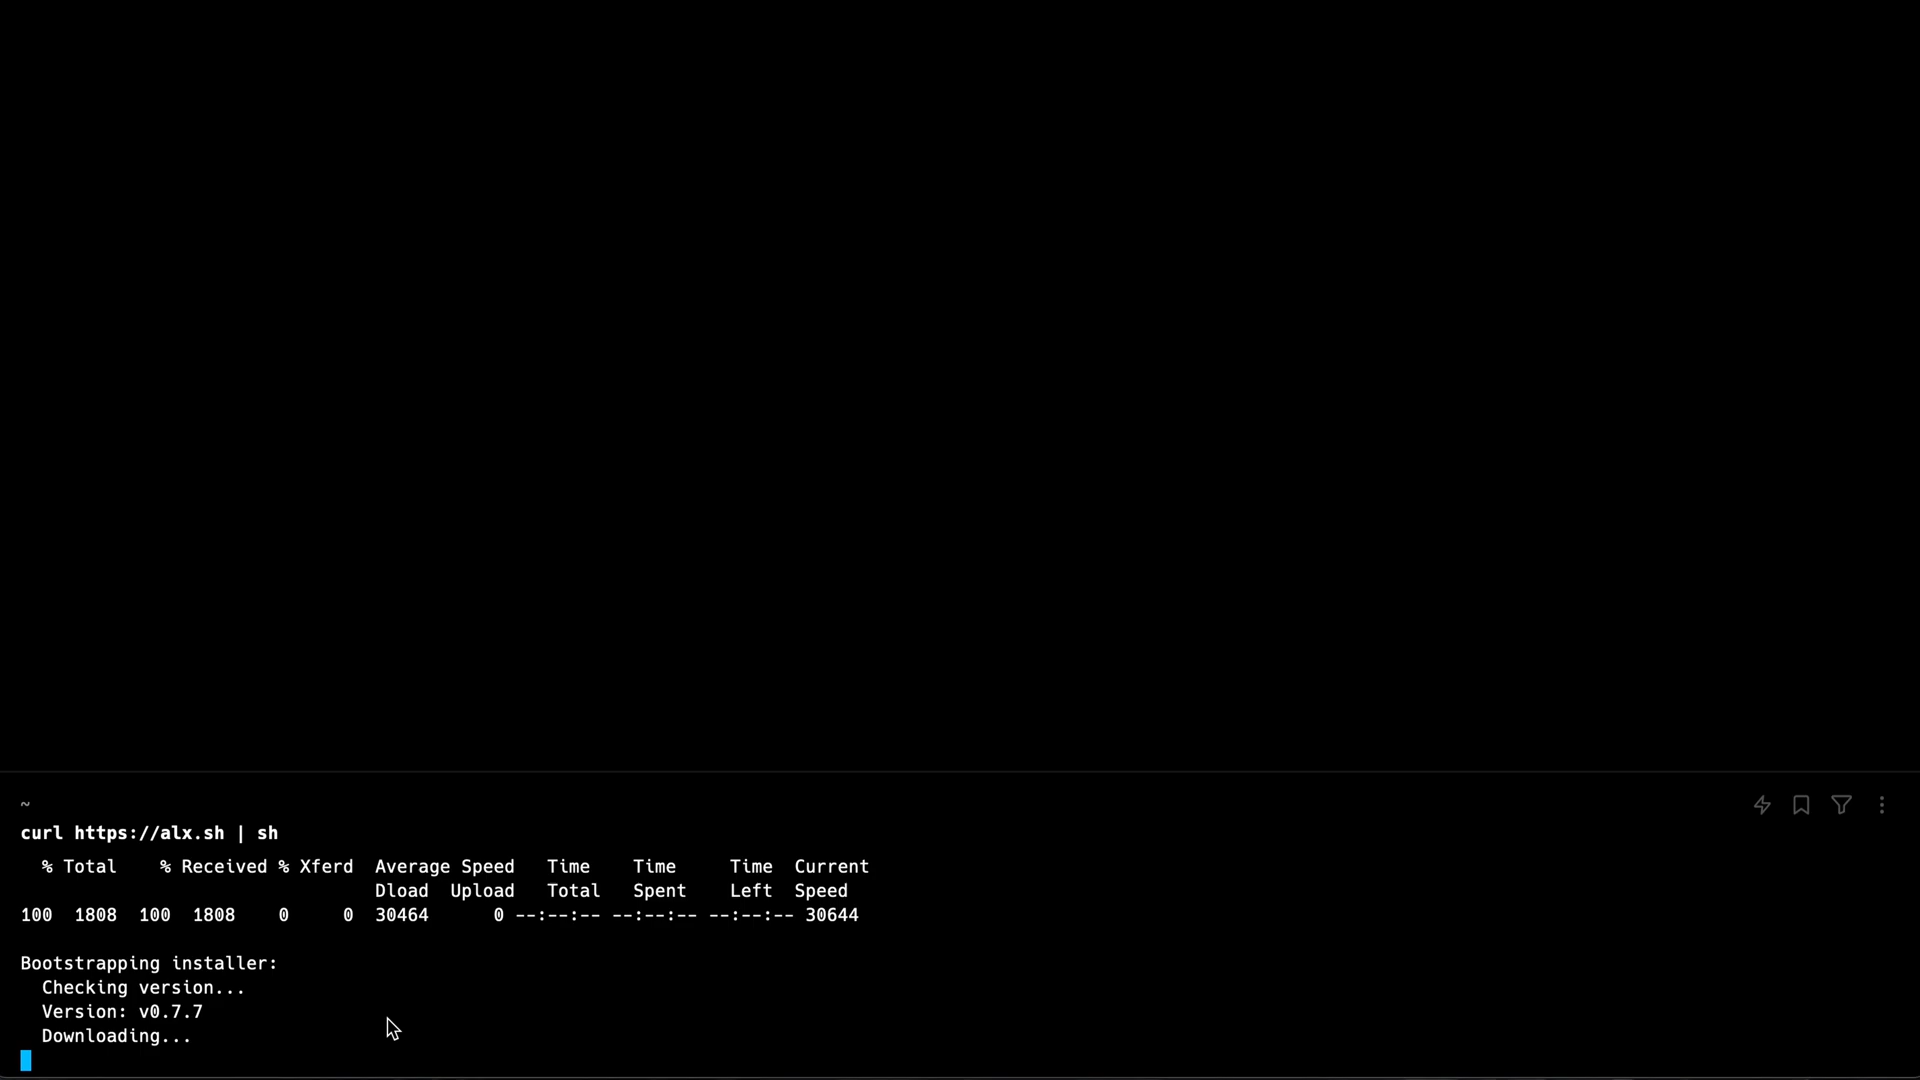 ~
curl https://alx.sh | sh
% Total % Received % Xferd Average Speed Time Time Time Current
Dload Upload Total Spent Left Speed
100 1808 100 1808 0 0 30464 0 --:--:-- --:--:-- --:--:-- 30644
Bootstrapping installer:
Checking version...
Version: v0.7.7
Downloading...